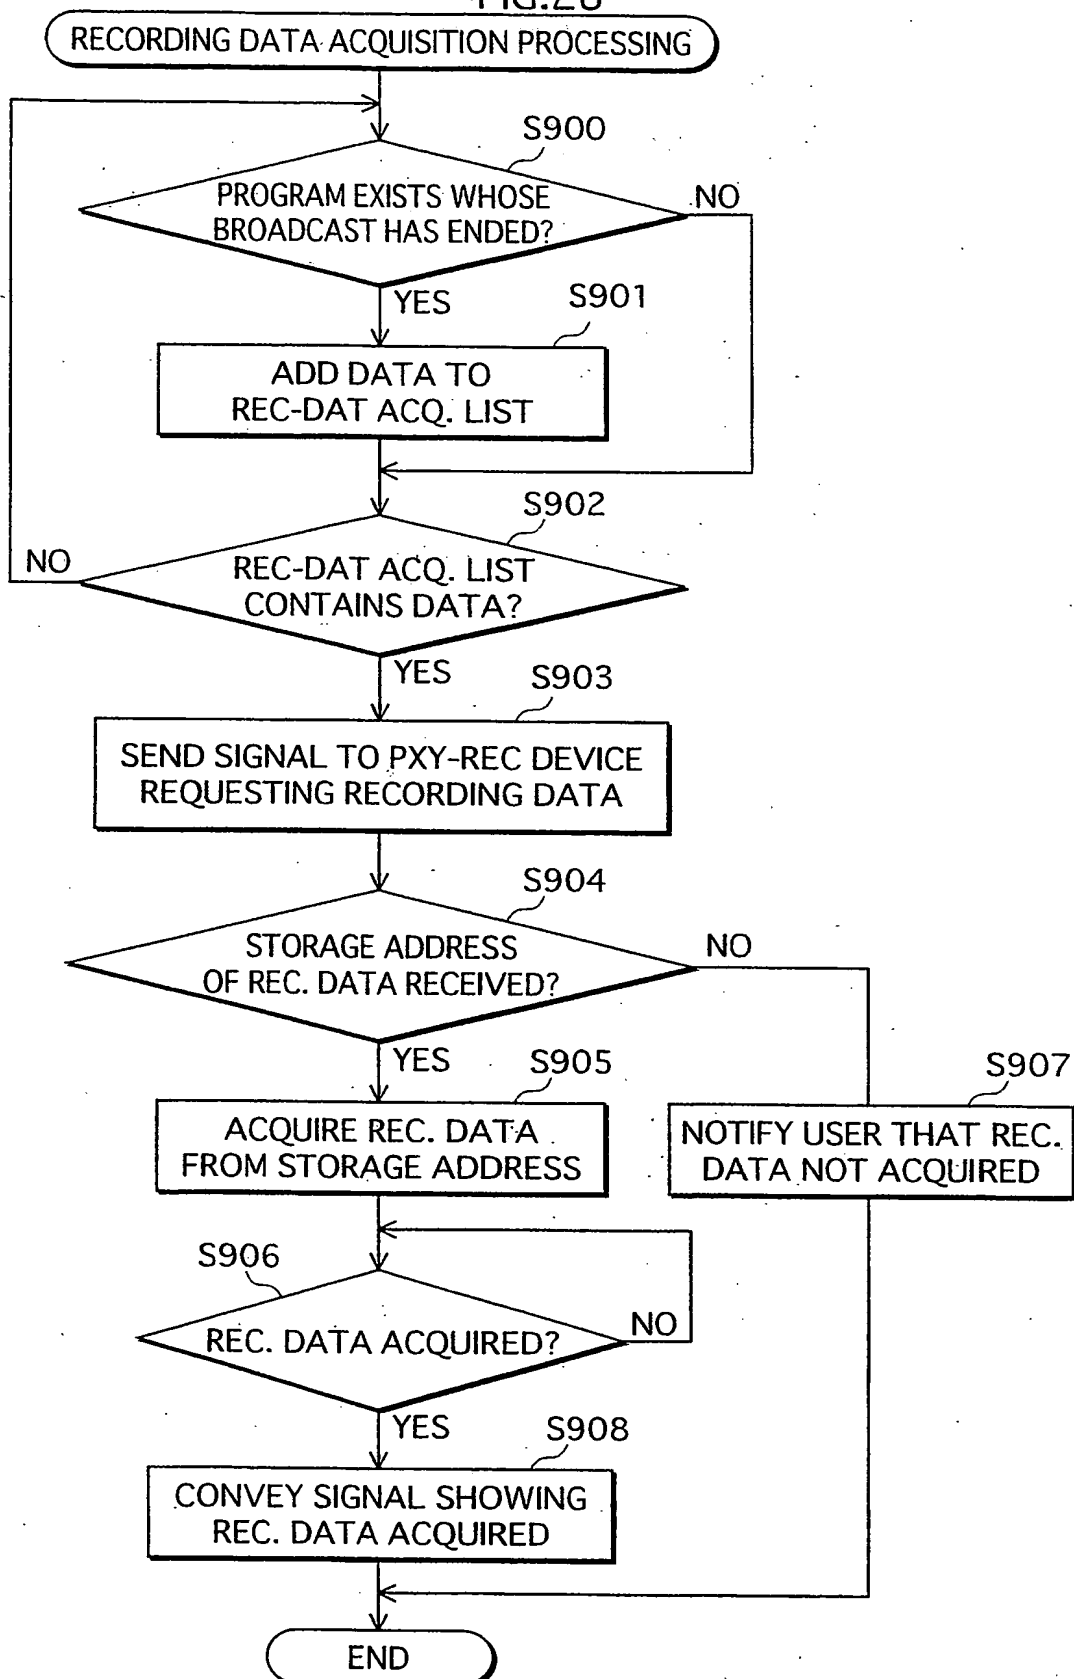 RECORDING DATA ACQUISITION PROCESSING
S900
PROGRAM EXISTS WHOSE
BROADCAST HAS ENDED?
NO
YES
S901
ADD DATA TO
REC-DAT ACQ. LIST
S902
NO
REC-DAT ACQ. LIST
CONTAINS DATA?
YES
S903
SEND SIGNAL TO PXY-REC DEVICE
REQUESTING RECORDING DATA
S904
STORAGE ADDRESS
OF REC. DATA RECEIVED?
NO
YES
S905
S907
ACQUIRE REC. DATA
FROM STORAGE ADDRESS
NOTIFY USER THAT REC.
DATA NOT ACQUIRED
S906
REC. DATA ACQUIRED?
NO
YES
S908
CONVEY SIGNAL SHOWING
REC. DATA ACQUIRED
END